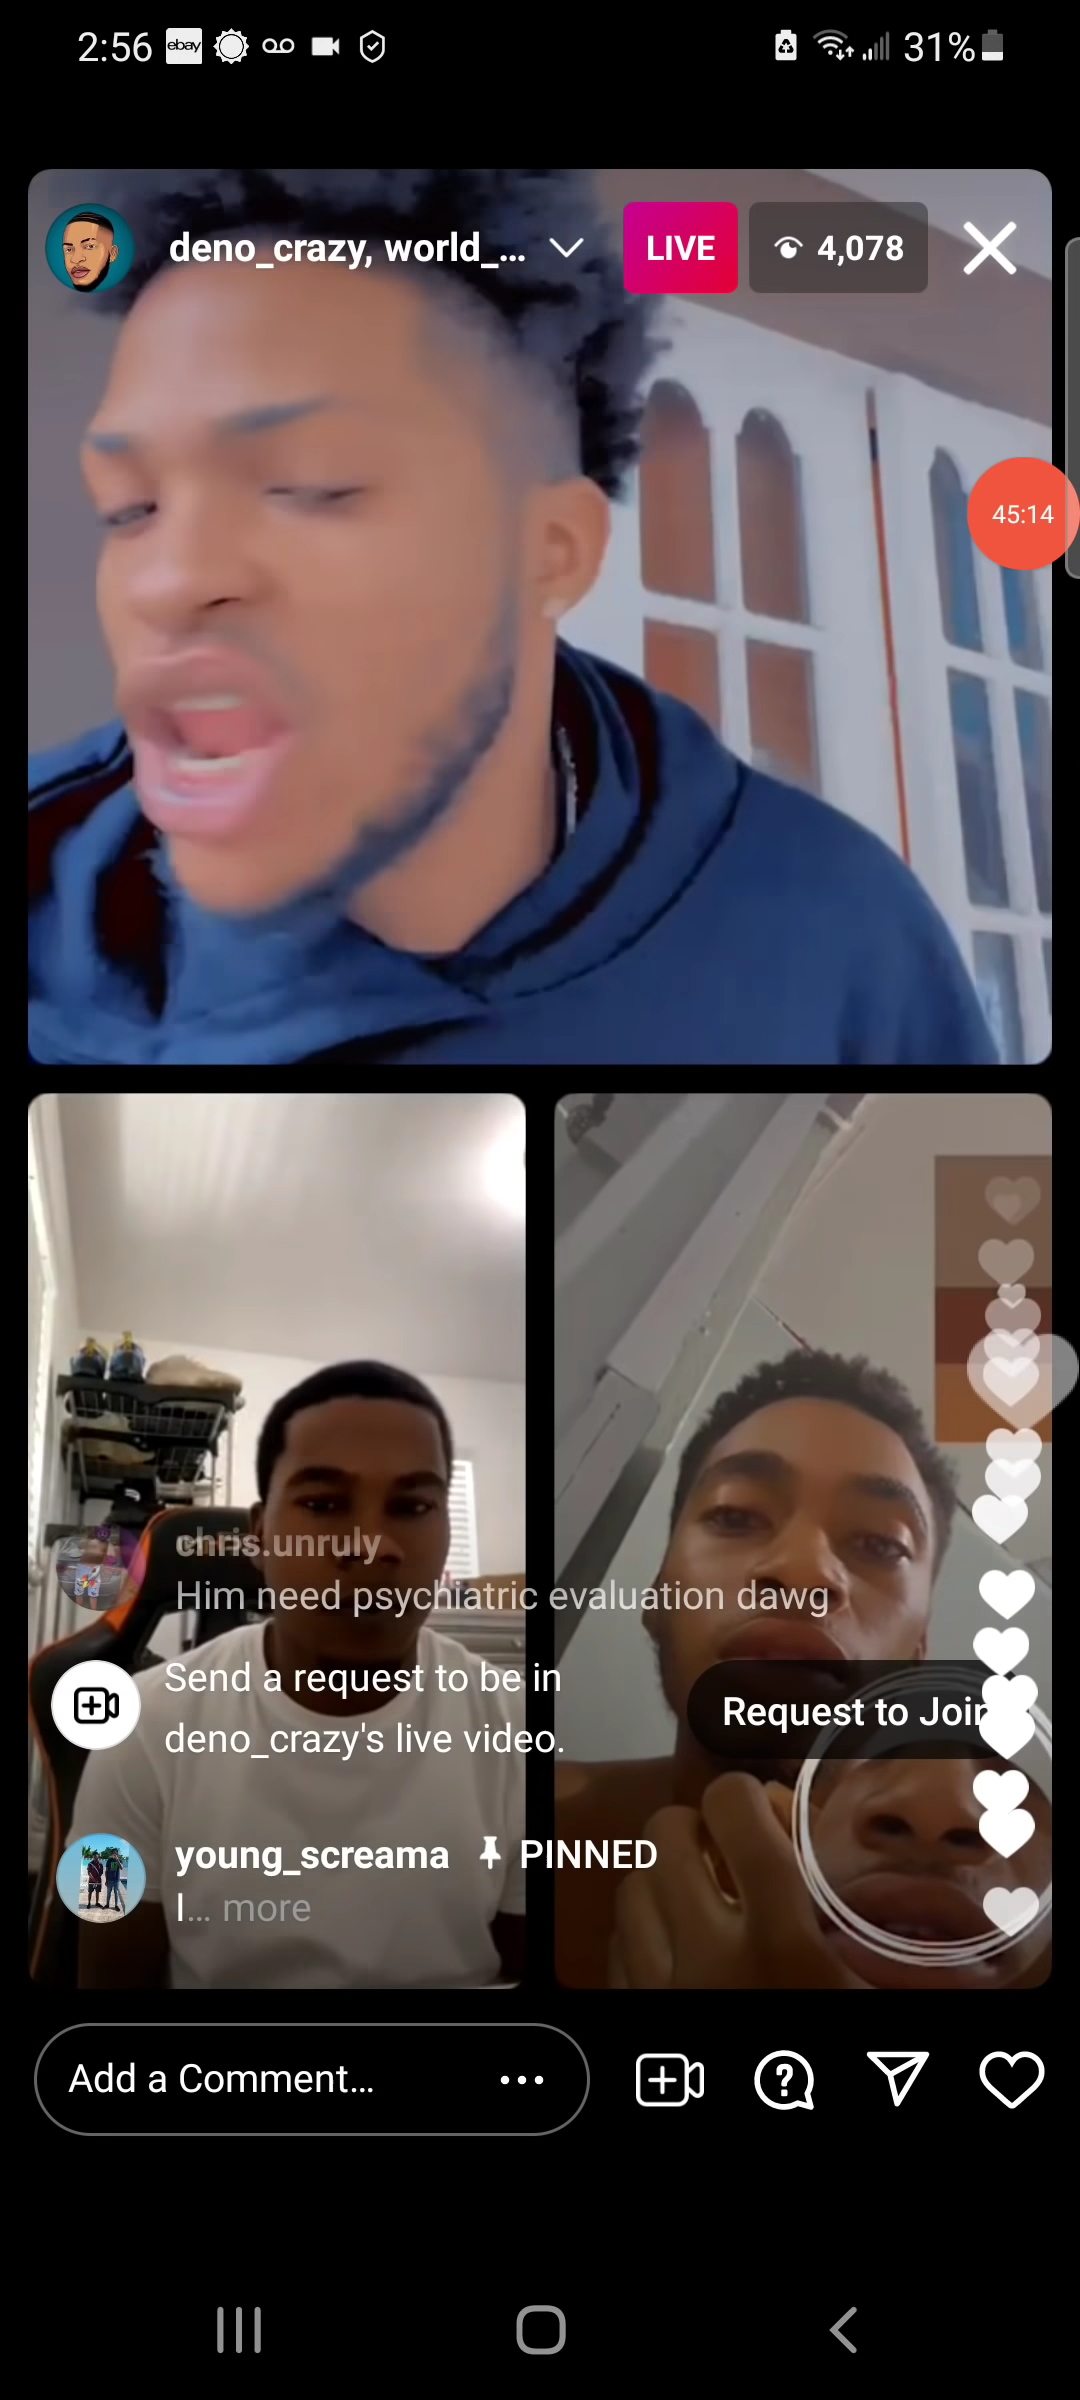 2:56 ebay 31%
deno_crazy, world_... LIVE 4,078
45:14
chris.unruly
Him need psychiatric evaluation dawg
Send a request to be in
deno_crazy's live video.
Request to Join
young_screama PINNED
I... more
Add a Comment...